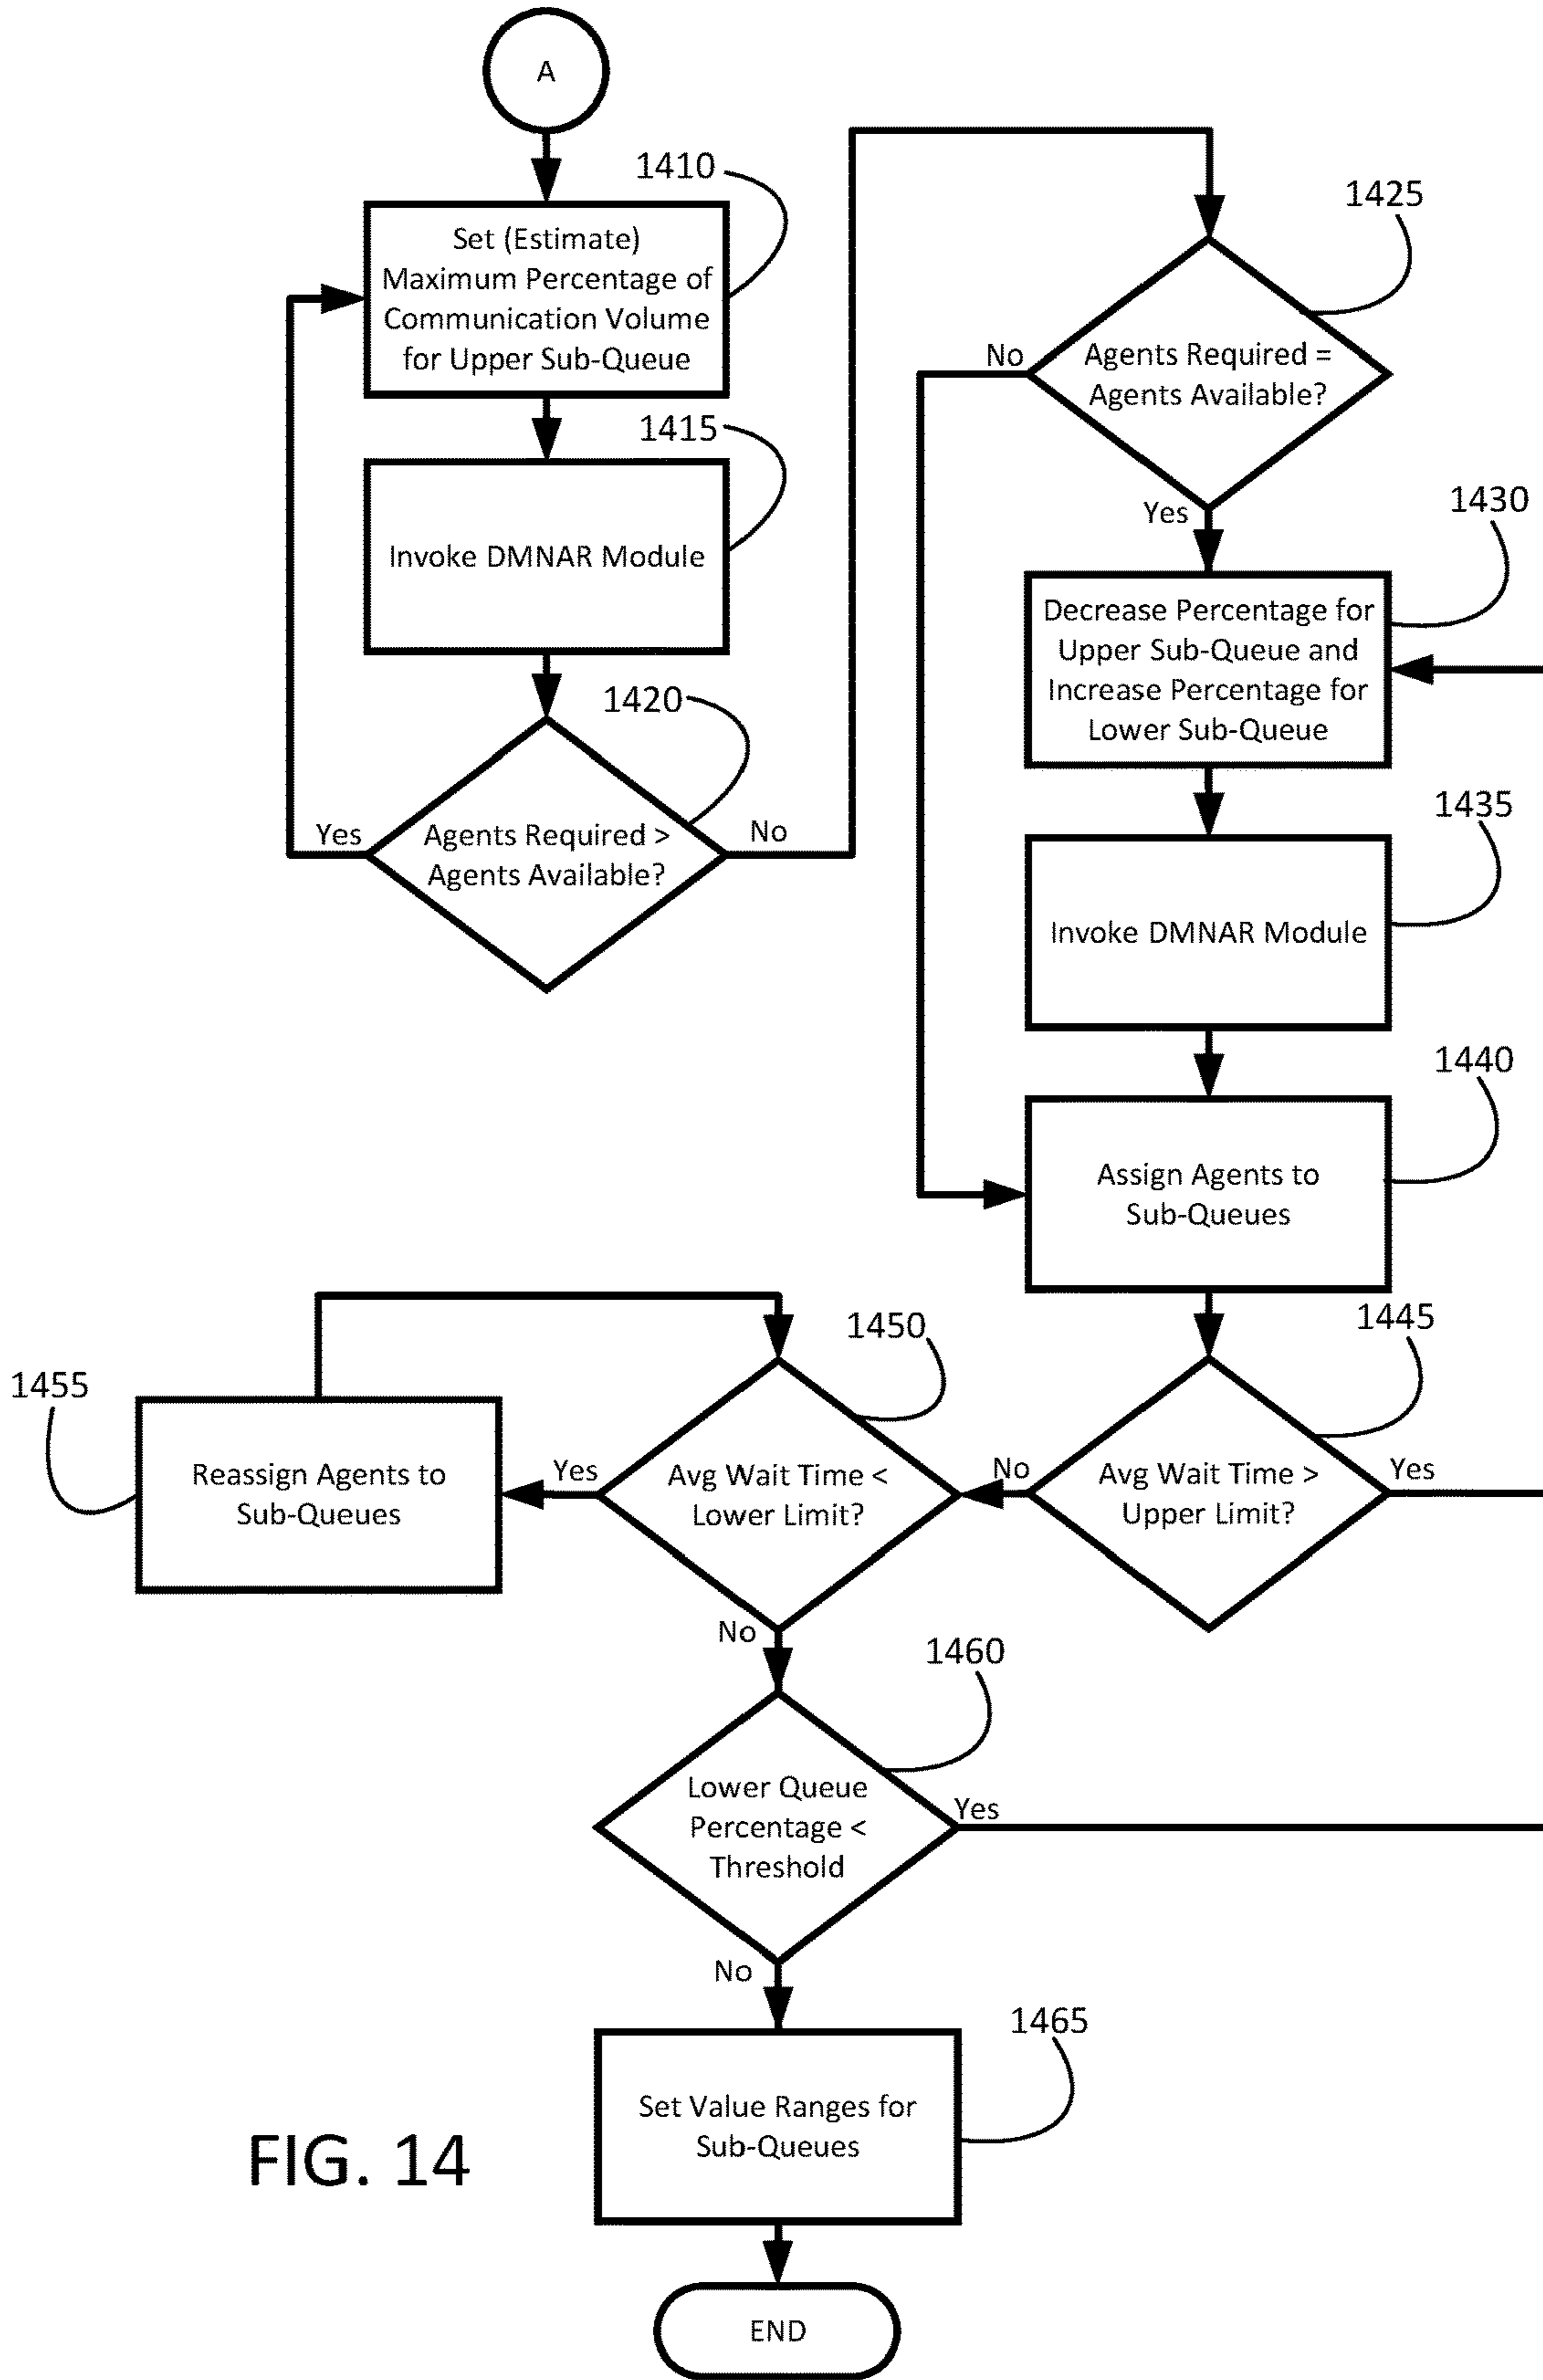 A
1410
Set (Estimate)
Maximum Percentage of
Communication Volume
for Upper Sub-Queue
1415
Invoke DMNAR Module
1420
Agents Required >
Agents Available?
Yes
No
1425
Agents Required =
Agents Available?
No
Yes
1430
Decrease Percentage for
Upper Sub-Queue and
Increase Percentage for
Lower Sub-Queue
1435
Invoke DMNAR Module
1440
Assign Agents to
Sub-Queues
1445
Avg Wait Time >
Upper Limit?
Yes
No
1450
Avg Wait Time <
Lower Limit?
Yes
No
1455
Reassign Agents to
Sub-Queues
1460
Lower Queue
Percentage <
Threshold
Yes
No
1465
Set Value Ranges for
Sub-Queues
END
FIG. 14